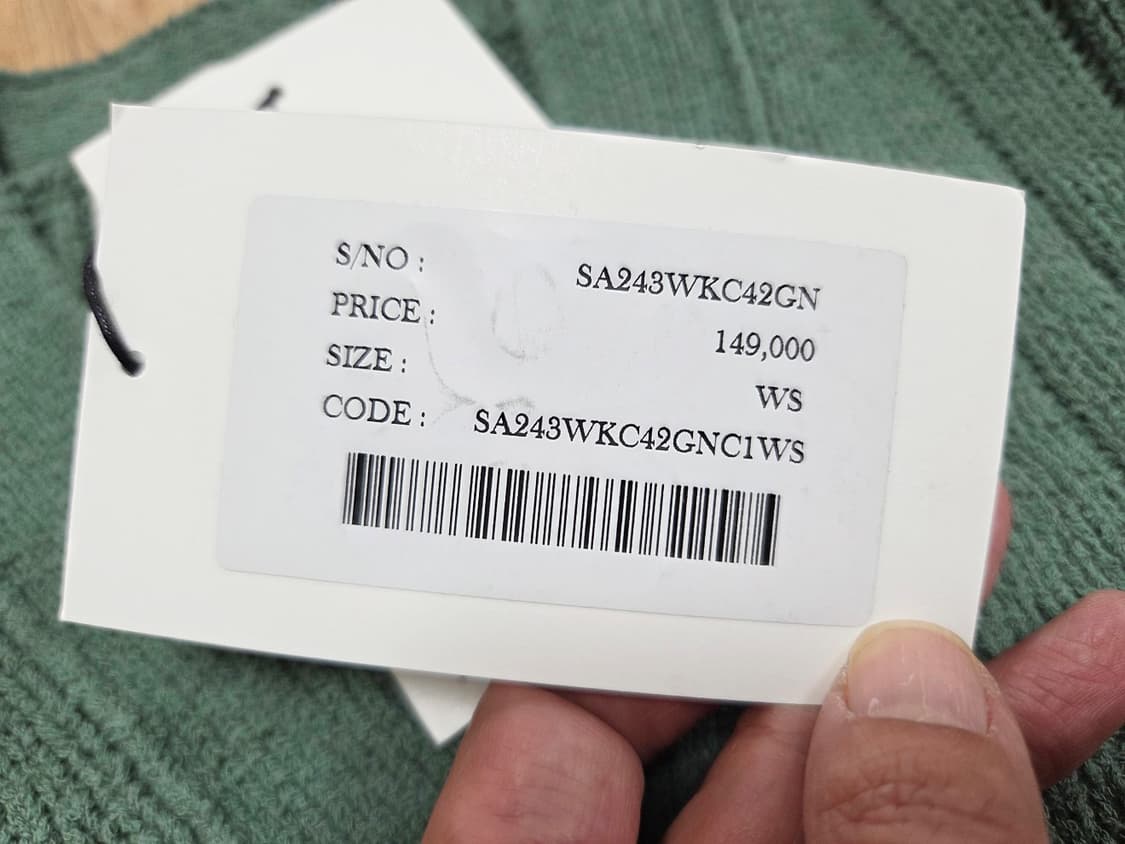 S/NO : SA243WKC42GN
PRICE : 149,000
SIZE : WS
CODE : SA243WKC42GNC1WS